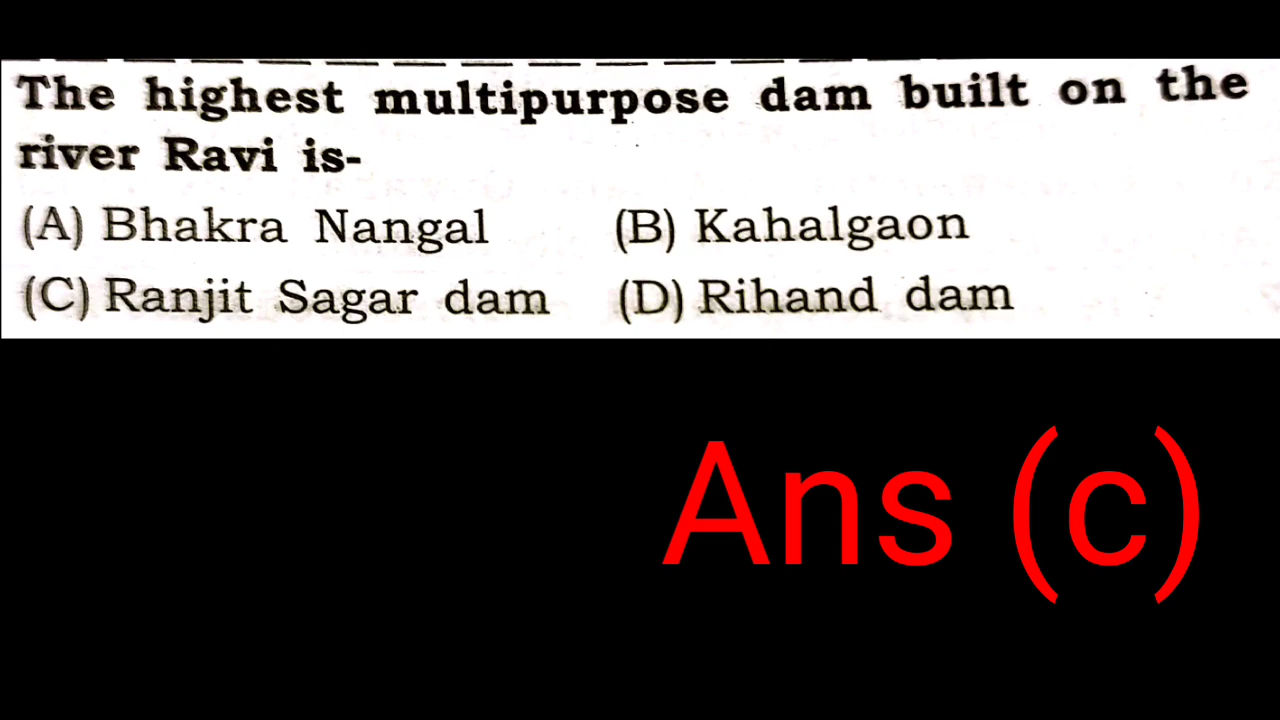 The highest multipurpose dam built on the
river Ravi is-
(A) Bhakra Nangal (B) Kahalgaon
(C) Ranjit Sagar dam (D) Rihand dam
Ans (c)